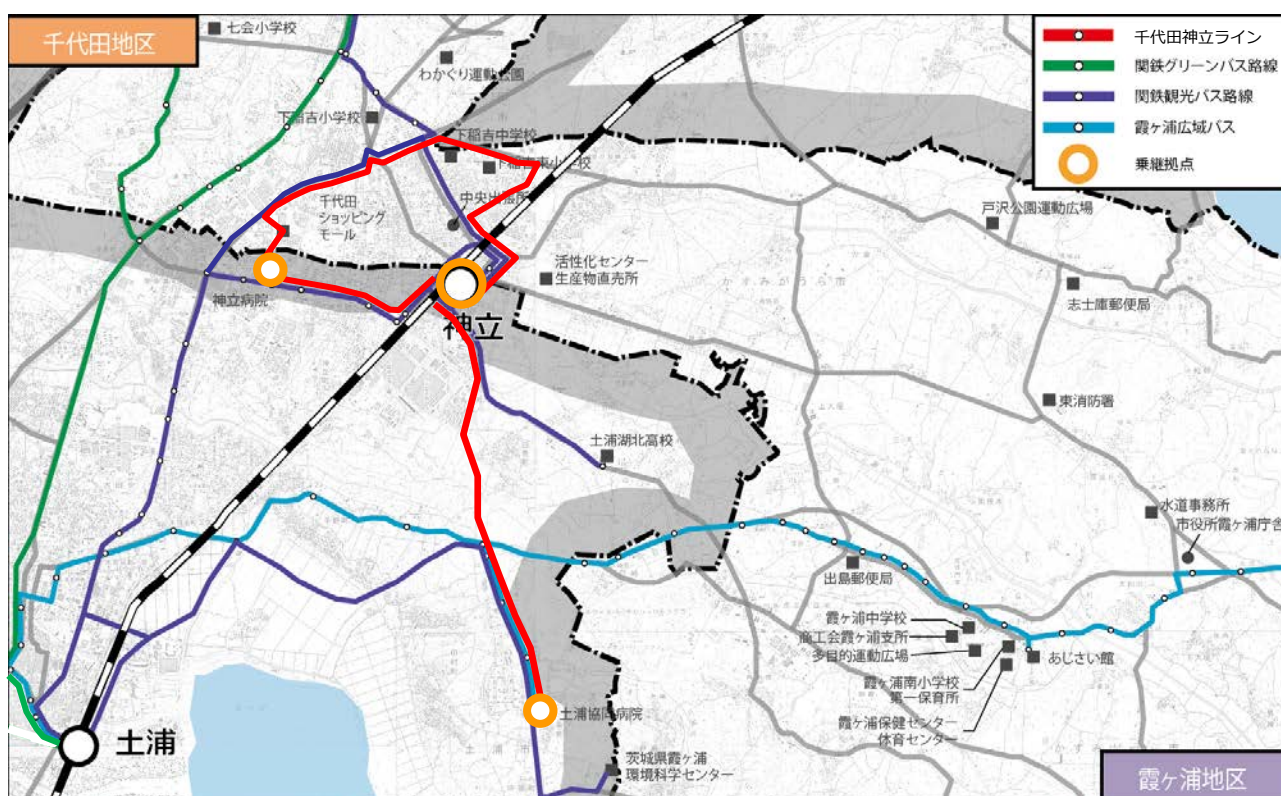 千代田地区
七会小学校
わかぐり運動公園
千代田神立ライン
関鉄グリーンバス路線
関鉄観光バス路線
霞ヶ浦広域バス
乗継拠点
下稲吉小学校
下稲吉中学校
下稲吉東小学校
千代田
ショッピング
モール
中央出張所
戸沢公園運動広場
活性化センター
生産物直売所
かすみがうら市
志士庫郵便局
神立病院
神立
東消防署
土浦湖北高校
水道事務所
市役所霞ヶ浦庁舎
出島郵便局
霞ヶ浦中学校
商工会霞ヶ浦支所
多目的運動広場
あじさい館
霞ヶ浦南小学校
第一保育所
土浦協同病院
霞ヶ浦保健センター
体育センター
土浦
土浦市
茨城県霞ヶ浦
環境科学センター
霞ヶ浦地区